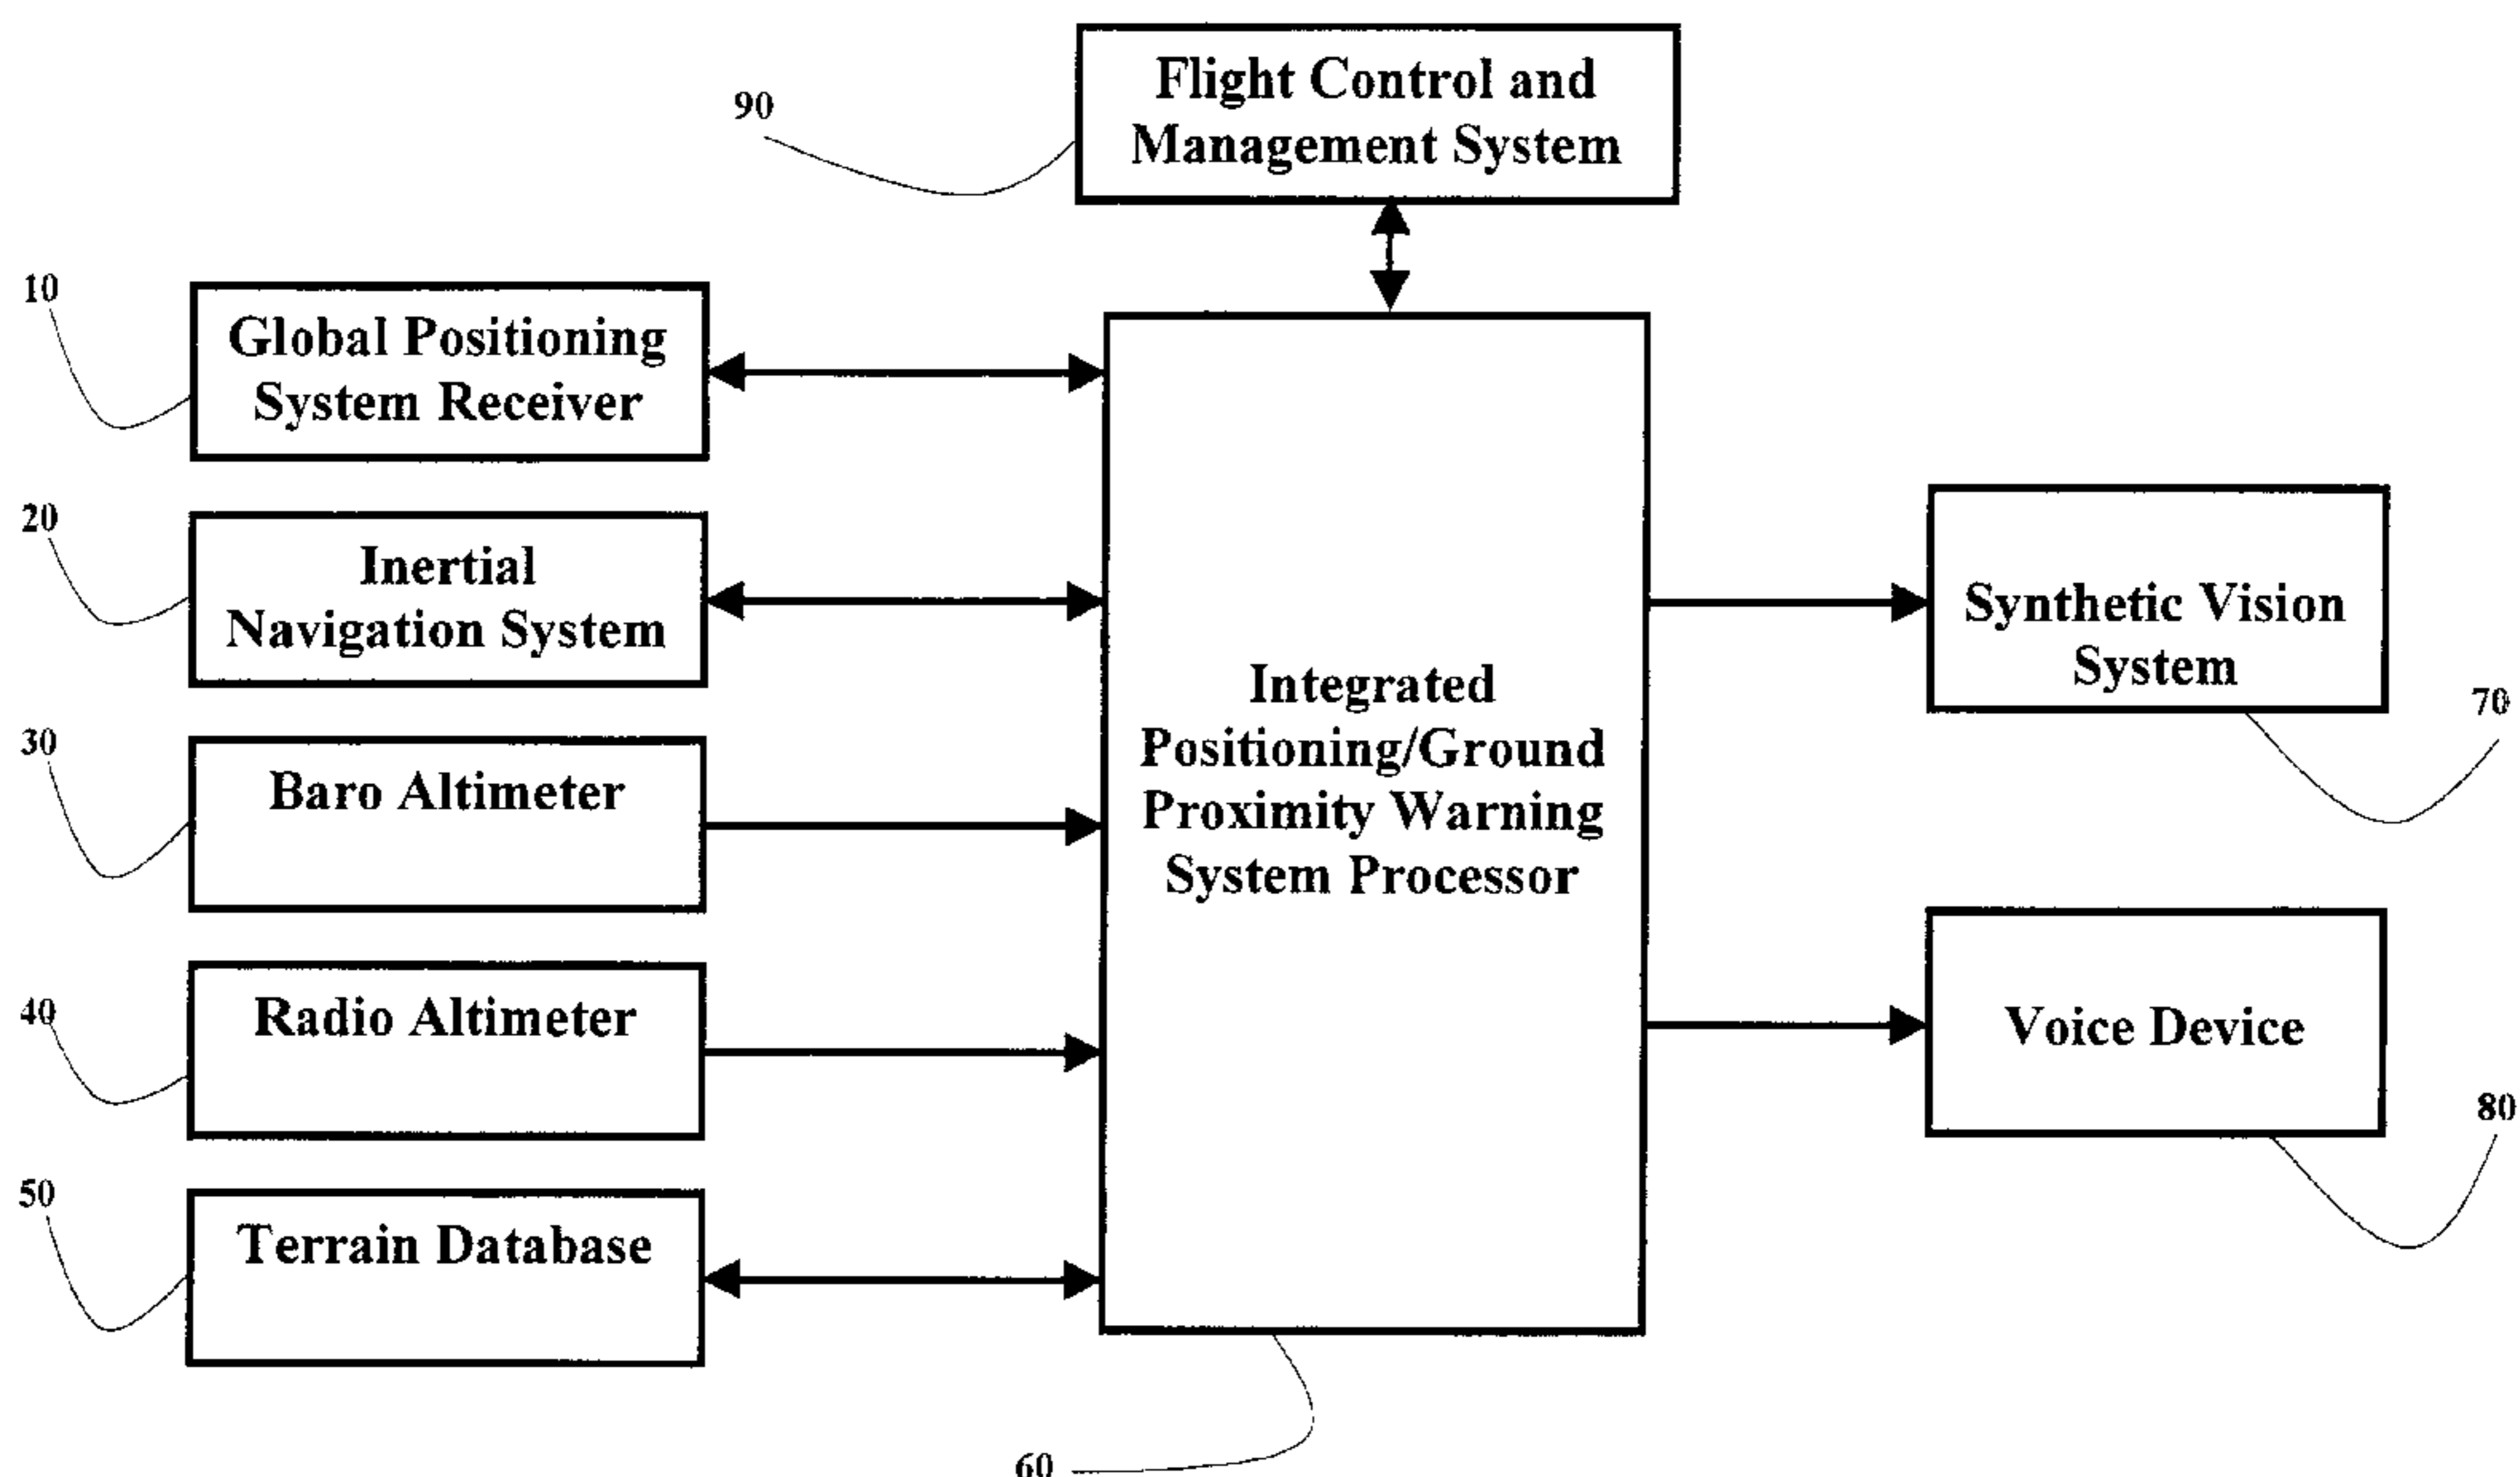 90
Flight Control and
Management System
10
Global Positioning
System Receiver
20
Inertial
Navigation System
30
Baro Altimeter
40
Radio Altimeter
50
Terrain Database
Integrated
Positioning/Ground
Proximity Warning
System Processor
60
Synthetic Vision
System
70
Voice Device
80